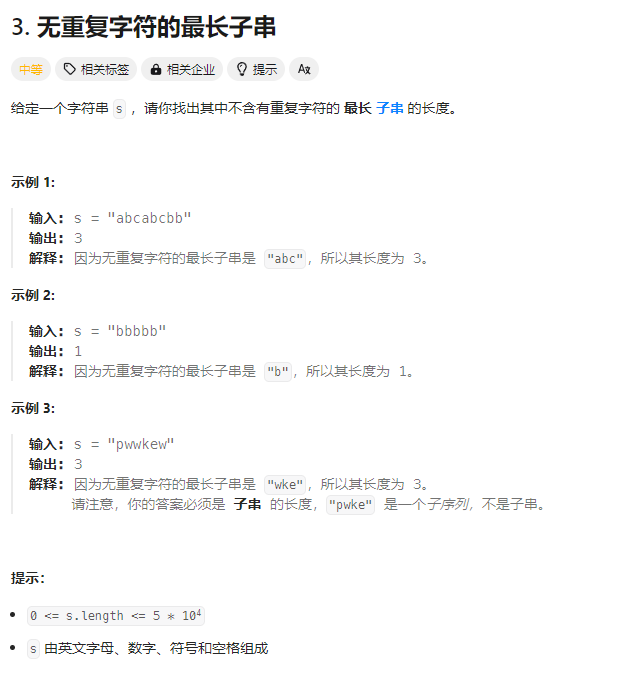 3. 无重复字符的最长子串
中等 相关标签 相关企业 提示 Aあ
给定一个字符串 s ，请你找出其中不含有重复字符的 最长 子串 的长度。
示例 1:
输入: s = "abcabcbb"
输出: 3
解释: 因为无重复字符的最长子串是 "abc"，所以其长度为 3。
示例 2:
输入: s = "bbbbb"
输出: 1
解释: 因为无重复字符的最长子串是 "b"，所以其长度为 1。
示例 3:
输入: s = "pwwkew"
输出: 3
解释: 因为无重复字符的最长子串是 "wke"，所以其长度为 3。
请注意，你的答案必须是 子串 的长度，"pwke" 是一个子序列，不是子串。
提示：
0 <= s.length <= 5 * 10⁴
s 由英文字母、数字、符号和空格组成